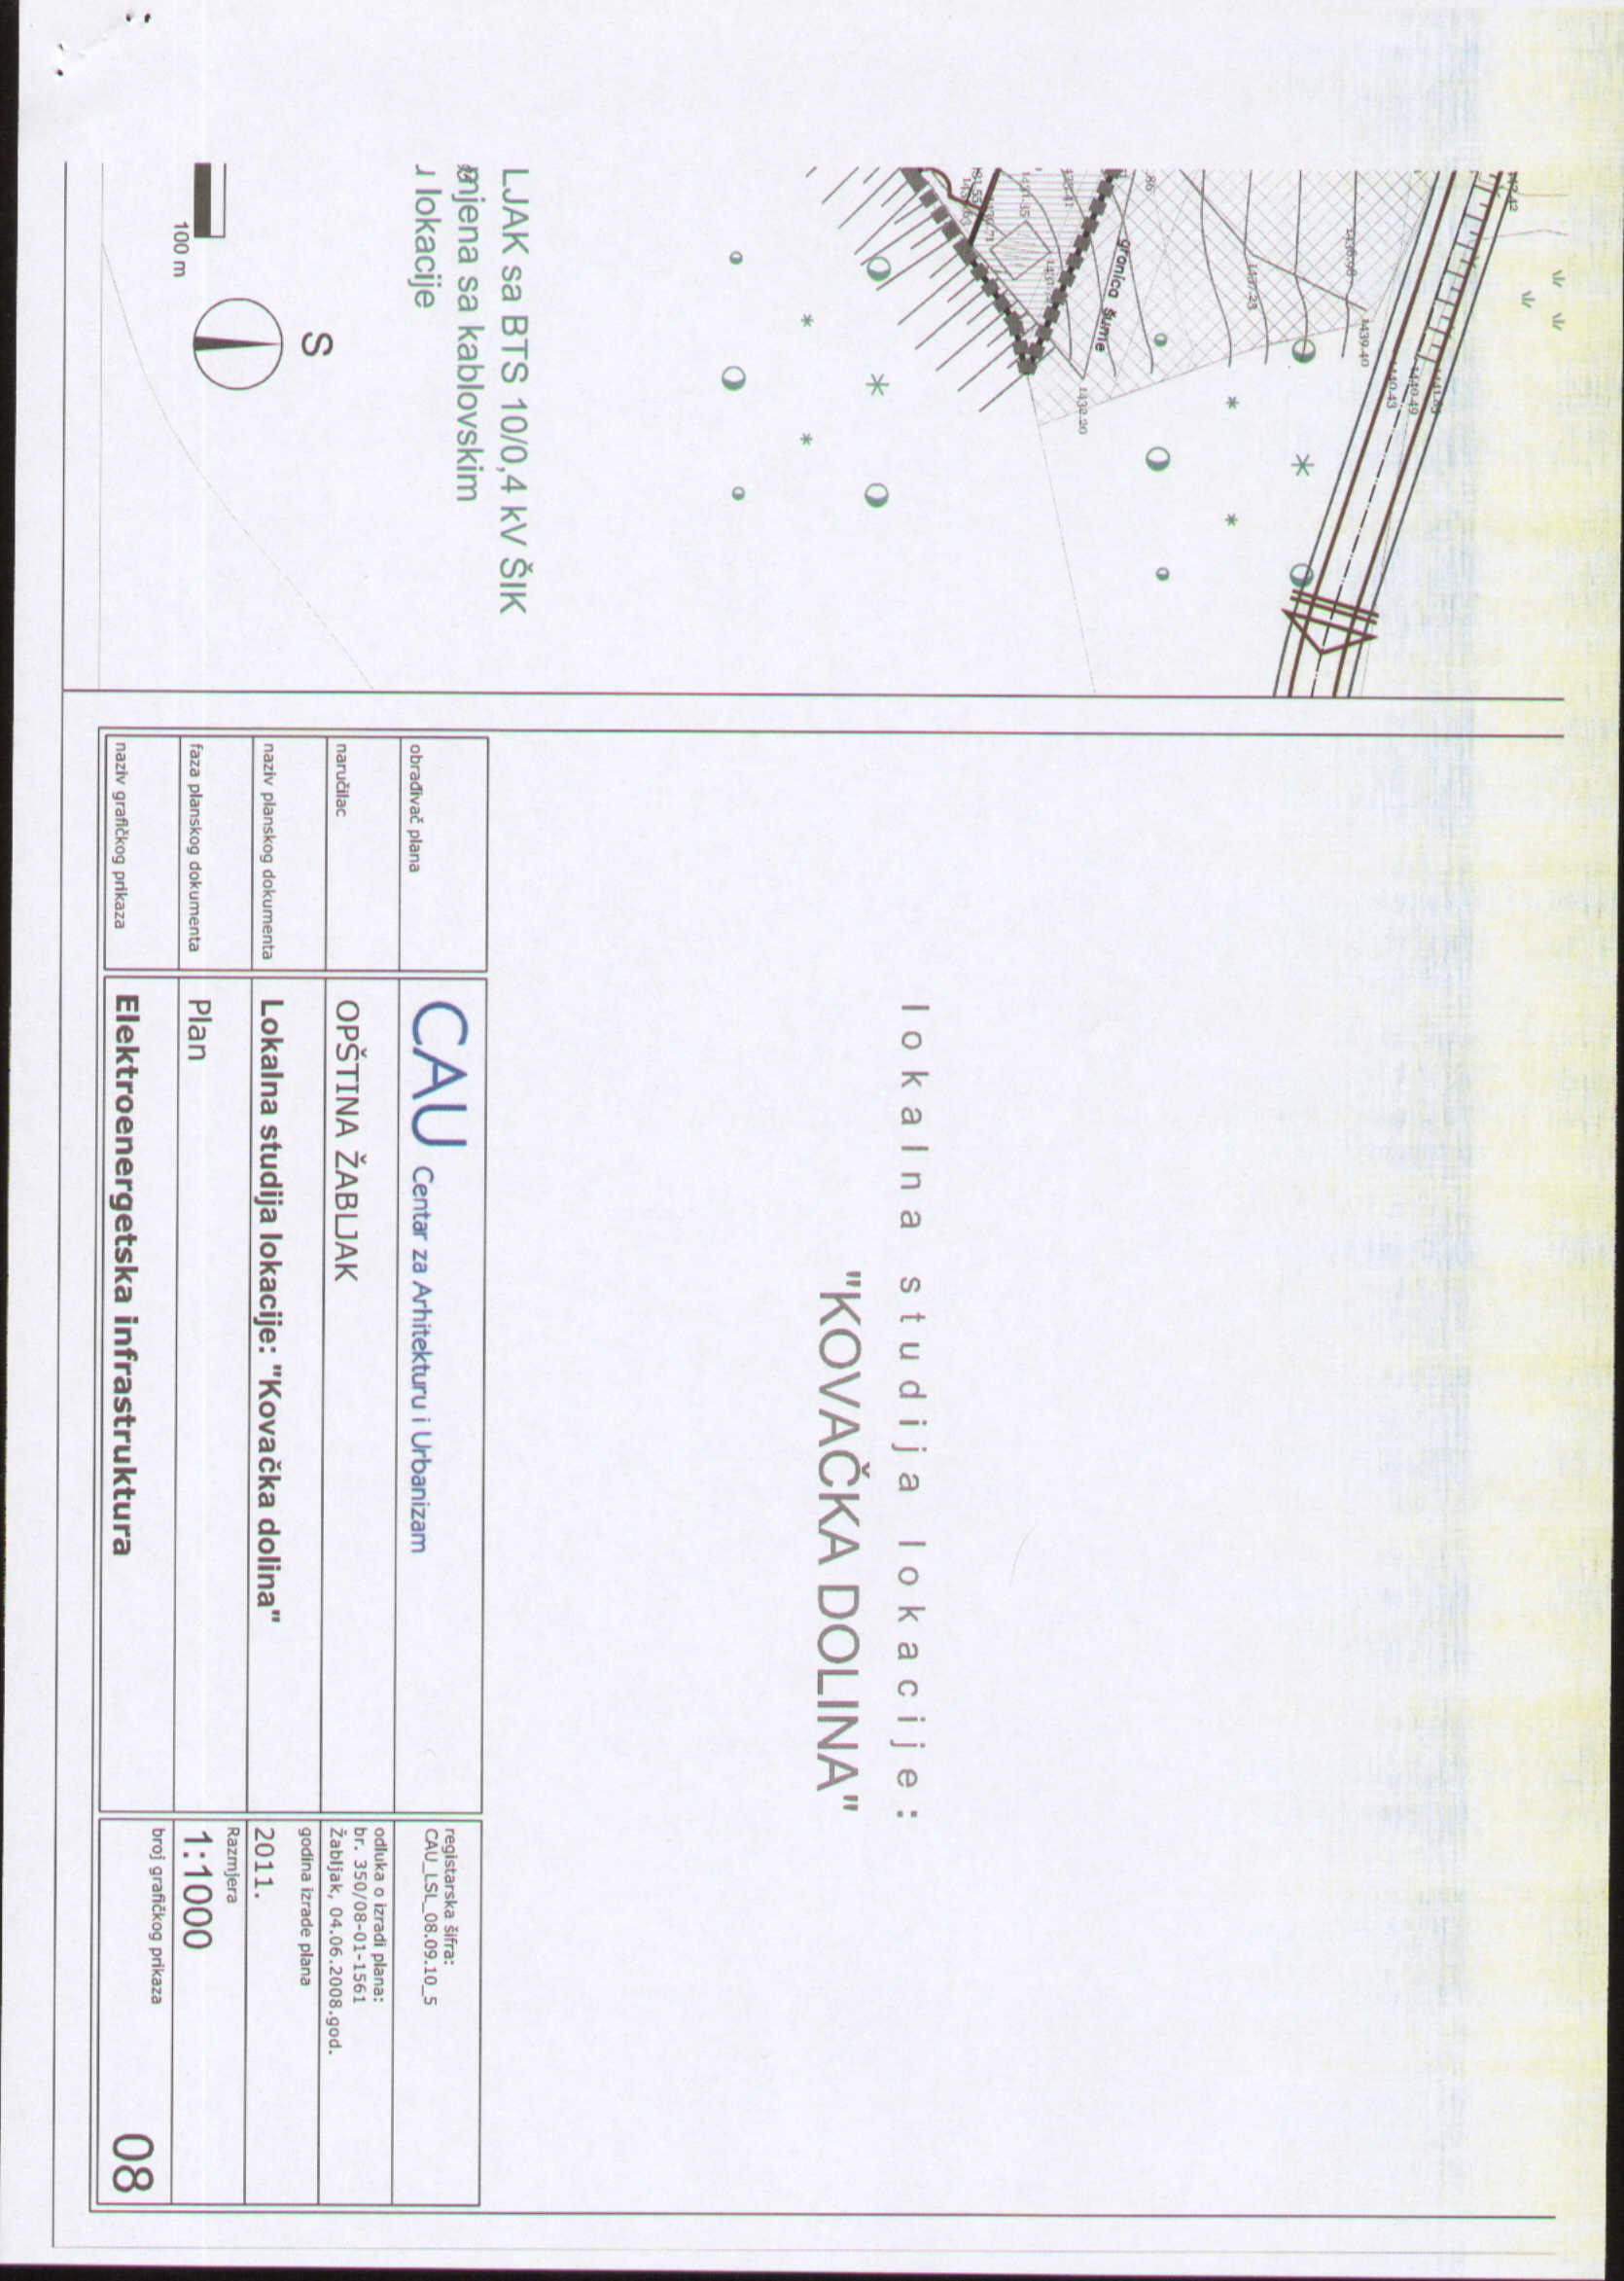 1439.40
1437.23
1440.43
1440.49
granica šume
1432.20
LJAK sa BTS 10/0,4 kV ŠIK
mjena sa kablovskim
u lokacije
S
100 m
lokalna studija lokacije:
"KOVAČKA DOLINA"
obrađivač plana
CAU Centar za Arhitekturu i Urbanizam
registarska šifra:
CAU_LSL_08.09.10_5
naručilac
OPŠTINA ŽABLJAK
odluka o izradi plana:
br. 350/08-01-1561
Žabljak, 04.06.2008.god.
naziv planskog dokumenta
Lokalna studija lokacije: "Kovačka dolina"
godina izrade plana
2011.
faza planskog dokumenta
Plan
Razmjera
1:1000
naziv grafičkog prikaza
Elektroenergetska infrastruktura
broj grafičkog prikaza
08